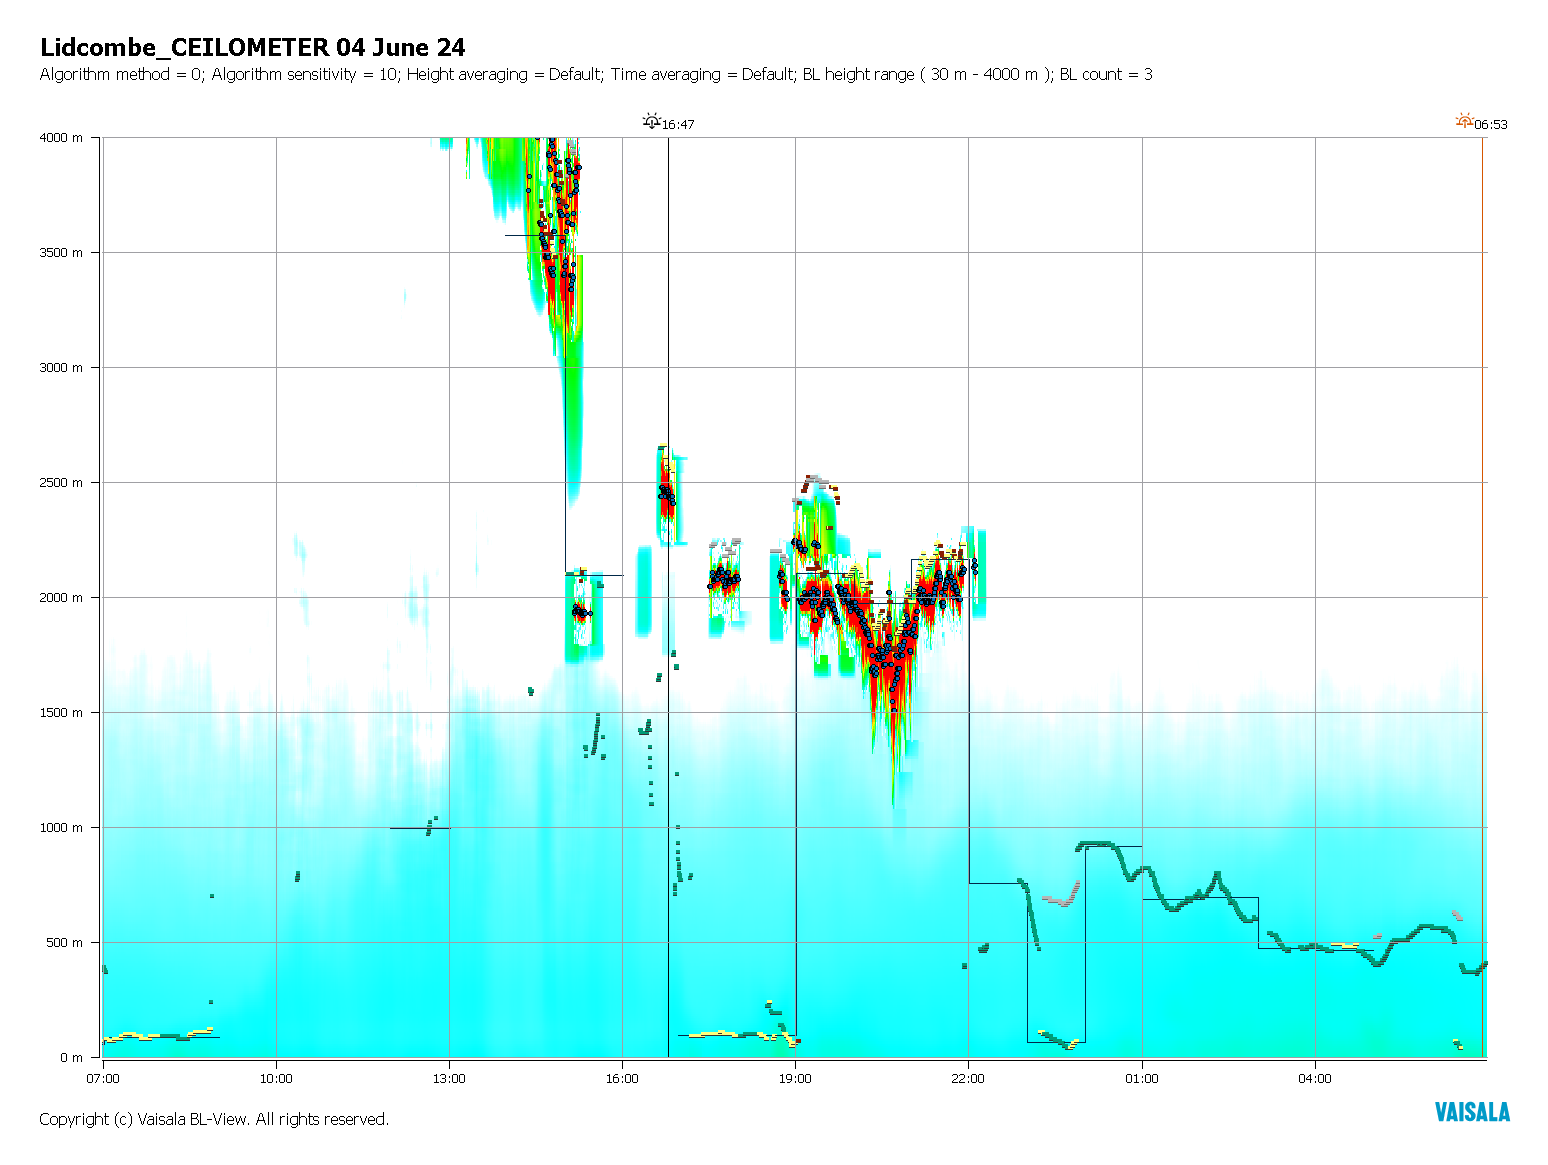 Lidcombe_CEILOMETER 04 June 24
Algorithm method = 0; Algorithm sensitivity = 10; Height averaging = Default; Time averaging = Default; BL height range ( 30 m - 4000 m ); BL count = 3
16:47
06:53
4000 m
3500 m
3000 m
2500 m
2000 m
1500 m
1000 m
500 m
0 m
07:00
10:00
13:00
16:00
19:00
22:00
01:00
04:00
Copyright (c) Vaisala BL-View. All rights reserved.
VAISALA